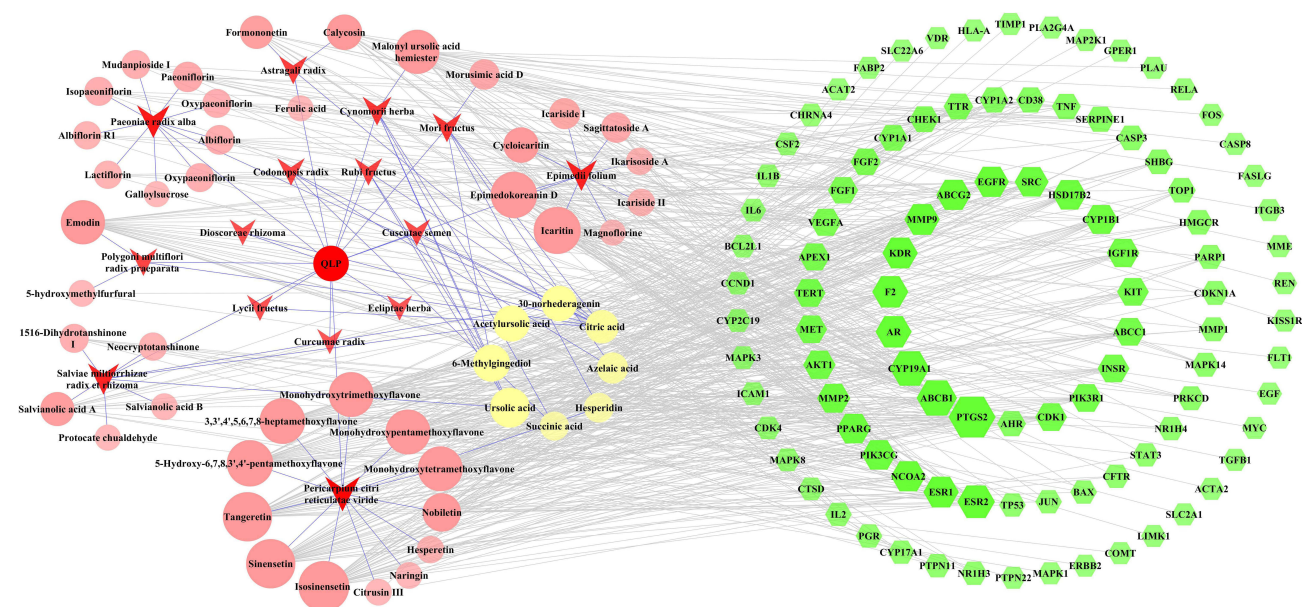 Formononetin
Calycosin
Malonyl ursolic acid
hemiester
Mudanpioside I
Paeoniflorin
Astragali radix
Morusimic acid D
Isopaeoniflorin
Oxypaeoniflorin
Ferulic acid
Cynomorii herba
Icariside I
Paeoniae radix alba
Mori fructus
Sagittatoside A
Albiflorin R1
Albiflorin
Cycloicaritin
Ikarisoside A
Lactiflorin
Oxypaeoniflorin
Codonopsis radix
Rubi fructus
Epimedii folium
Galloylsucrose
Epimedokoreanin D
Icariside II
Emodin
Dioscoreae rhizoma
Cuscutae semen
Icaritin
Magnoflorine
Polygoni multiflori
radix praeparata
QLP
5-hydroxymethylfurfural
Lycii fructus
Ecliptae herba
30-norhederagenin
Acetylursolic acid
Citric acid
1516-Dihydrotanshinone
I
Neocryptotanshinone
Curcumae radix
6-Methylgingediol
Azelaic acid
Salviae miltiorrhizae
radix et rhizoma
Monohydroxytrimethoxyflavone
Ursolic acid
Hesperidin
Salvianolic acid A
Salvianolic acid B
3,3',4',5,6,7,8-heptamethoxyflavone
Succinic acid
Protocate chualdehyde
Monohydroxypentamethoxyflavone
5-Hydroxy-6,7,8,3',4'-pentamethoxyflavone
Monohydroxytetramethoxyflavone
Pericarpium citri
reticulatae viride
Tangeretin
Nobiletin
Sinensetin
Hesperetin
Isosinensetin
Naringin
Citrusin III
TIMP1
HLA-A
PLA2G4A
VDR
MAP2K1
SLC22A6
GPER1
FABP2
PLAU
ACAT2
RELA
CHRNA4
FOS
CSF2
CASP8
IL1B
FASLG
IL6
ITGB3
BCL2L1
MME
CCND1
REN
CYP2C19
KISS1R
MAPK3
FLT1
ICAM1
EGF
CDK4
MYC
MAPK8
TGFB1
CTSD
ACTA2
IL2
SLC2A1
PGR
LIMK1
CYP17A1
COMT
PTPN11
ERBB2
NR1H3
MAPK1
PTPN22
CYP1A2
CD38
TTR
TNF
CHEK1
SERPINE1
CYP1A1
CASP3
FGF2
SHBG
FGF1
TOP1
VEGFA
HMGCR
APEX1
PARP1
TERT
CDKN1A
MET
MMP1
AKT1
MAPK14
MMP2
PRKCD
PPARG
NR1H4
PIK3CG
STAT3
NCOA2
CFTR
ESR1
BAX
ESR2
JUN
TP53
EGFR
SRC
ABCG2
HSD17B2
MMP9
CYP1B1
KDR
IGF1R
F2
KIT
AR
ABCC1
CYP19A1
INSR
ABCB1
PIK3R1
PTGS2
CDK1
AHR